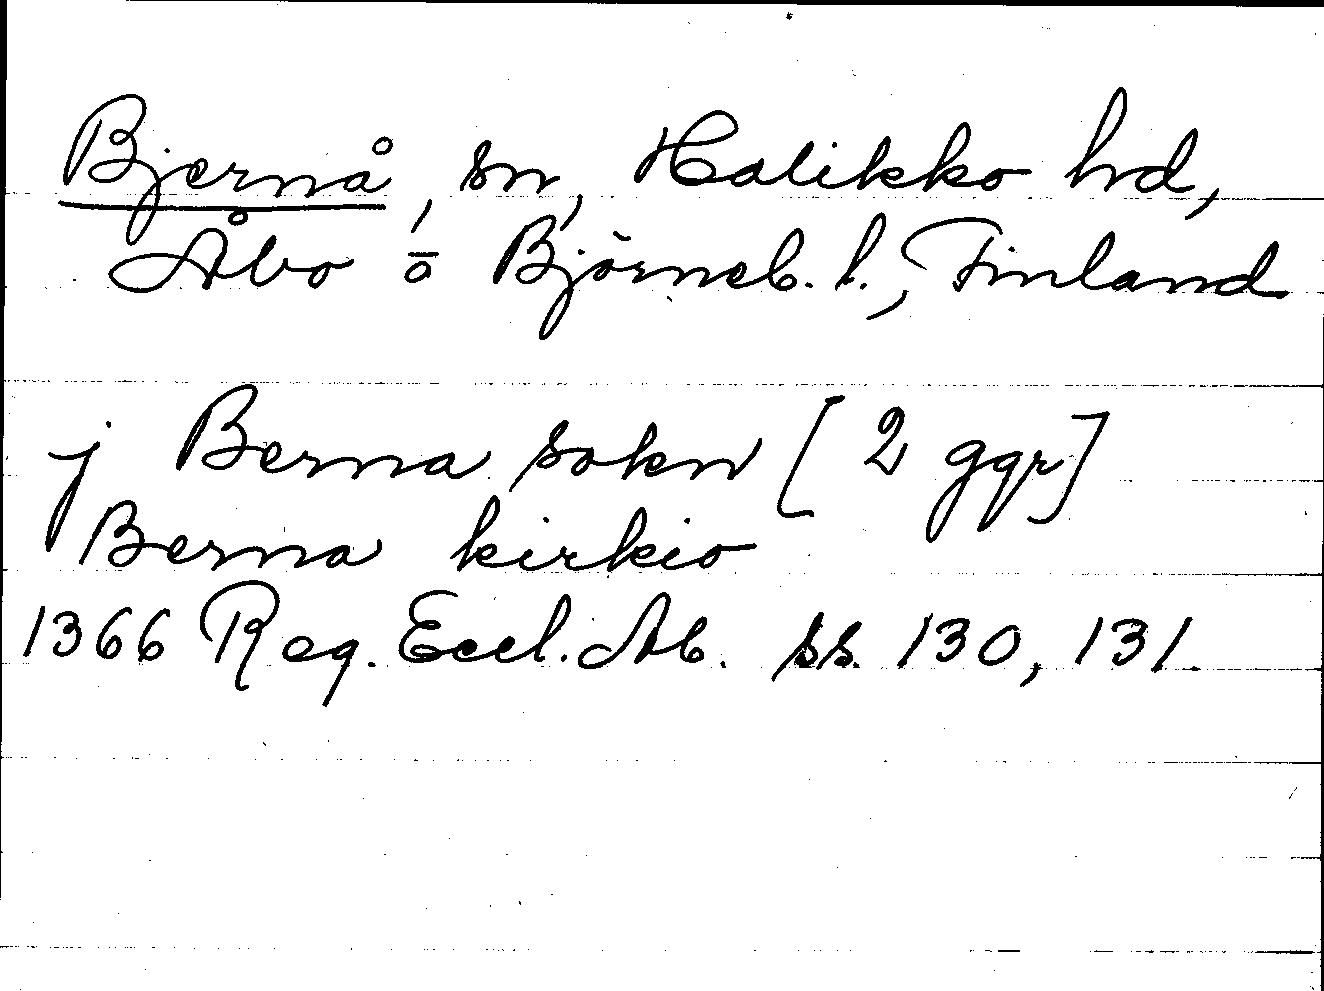 Bjernå, sn, Halikko hd,
Åbo o Björneb. l., Finland
j Berna sokn [2 ggr]
Berna kirkio
1366 Reg. Eccl. Ab. ss. 130, 131.